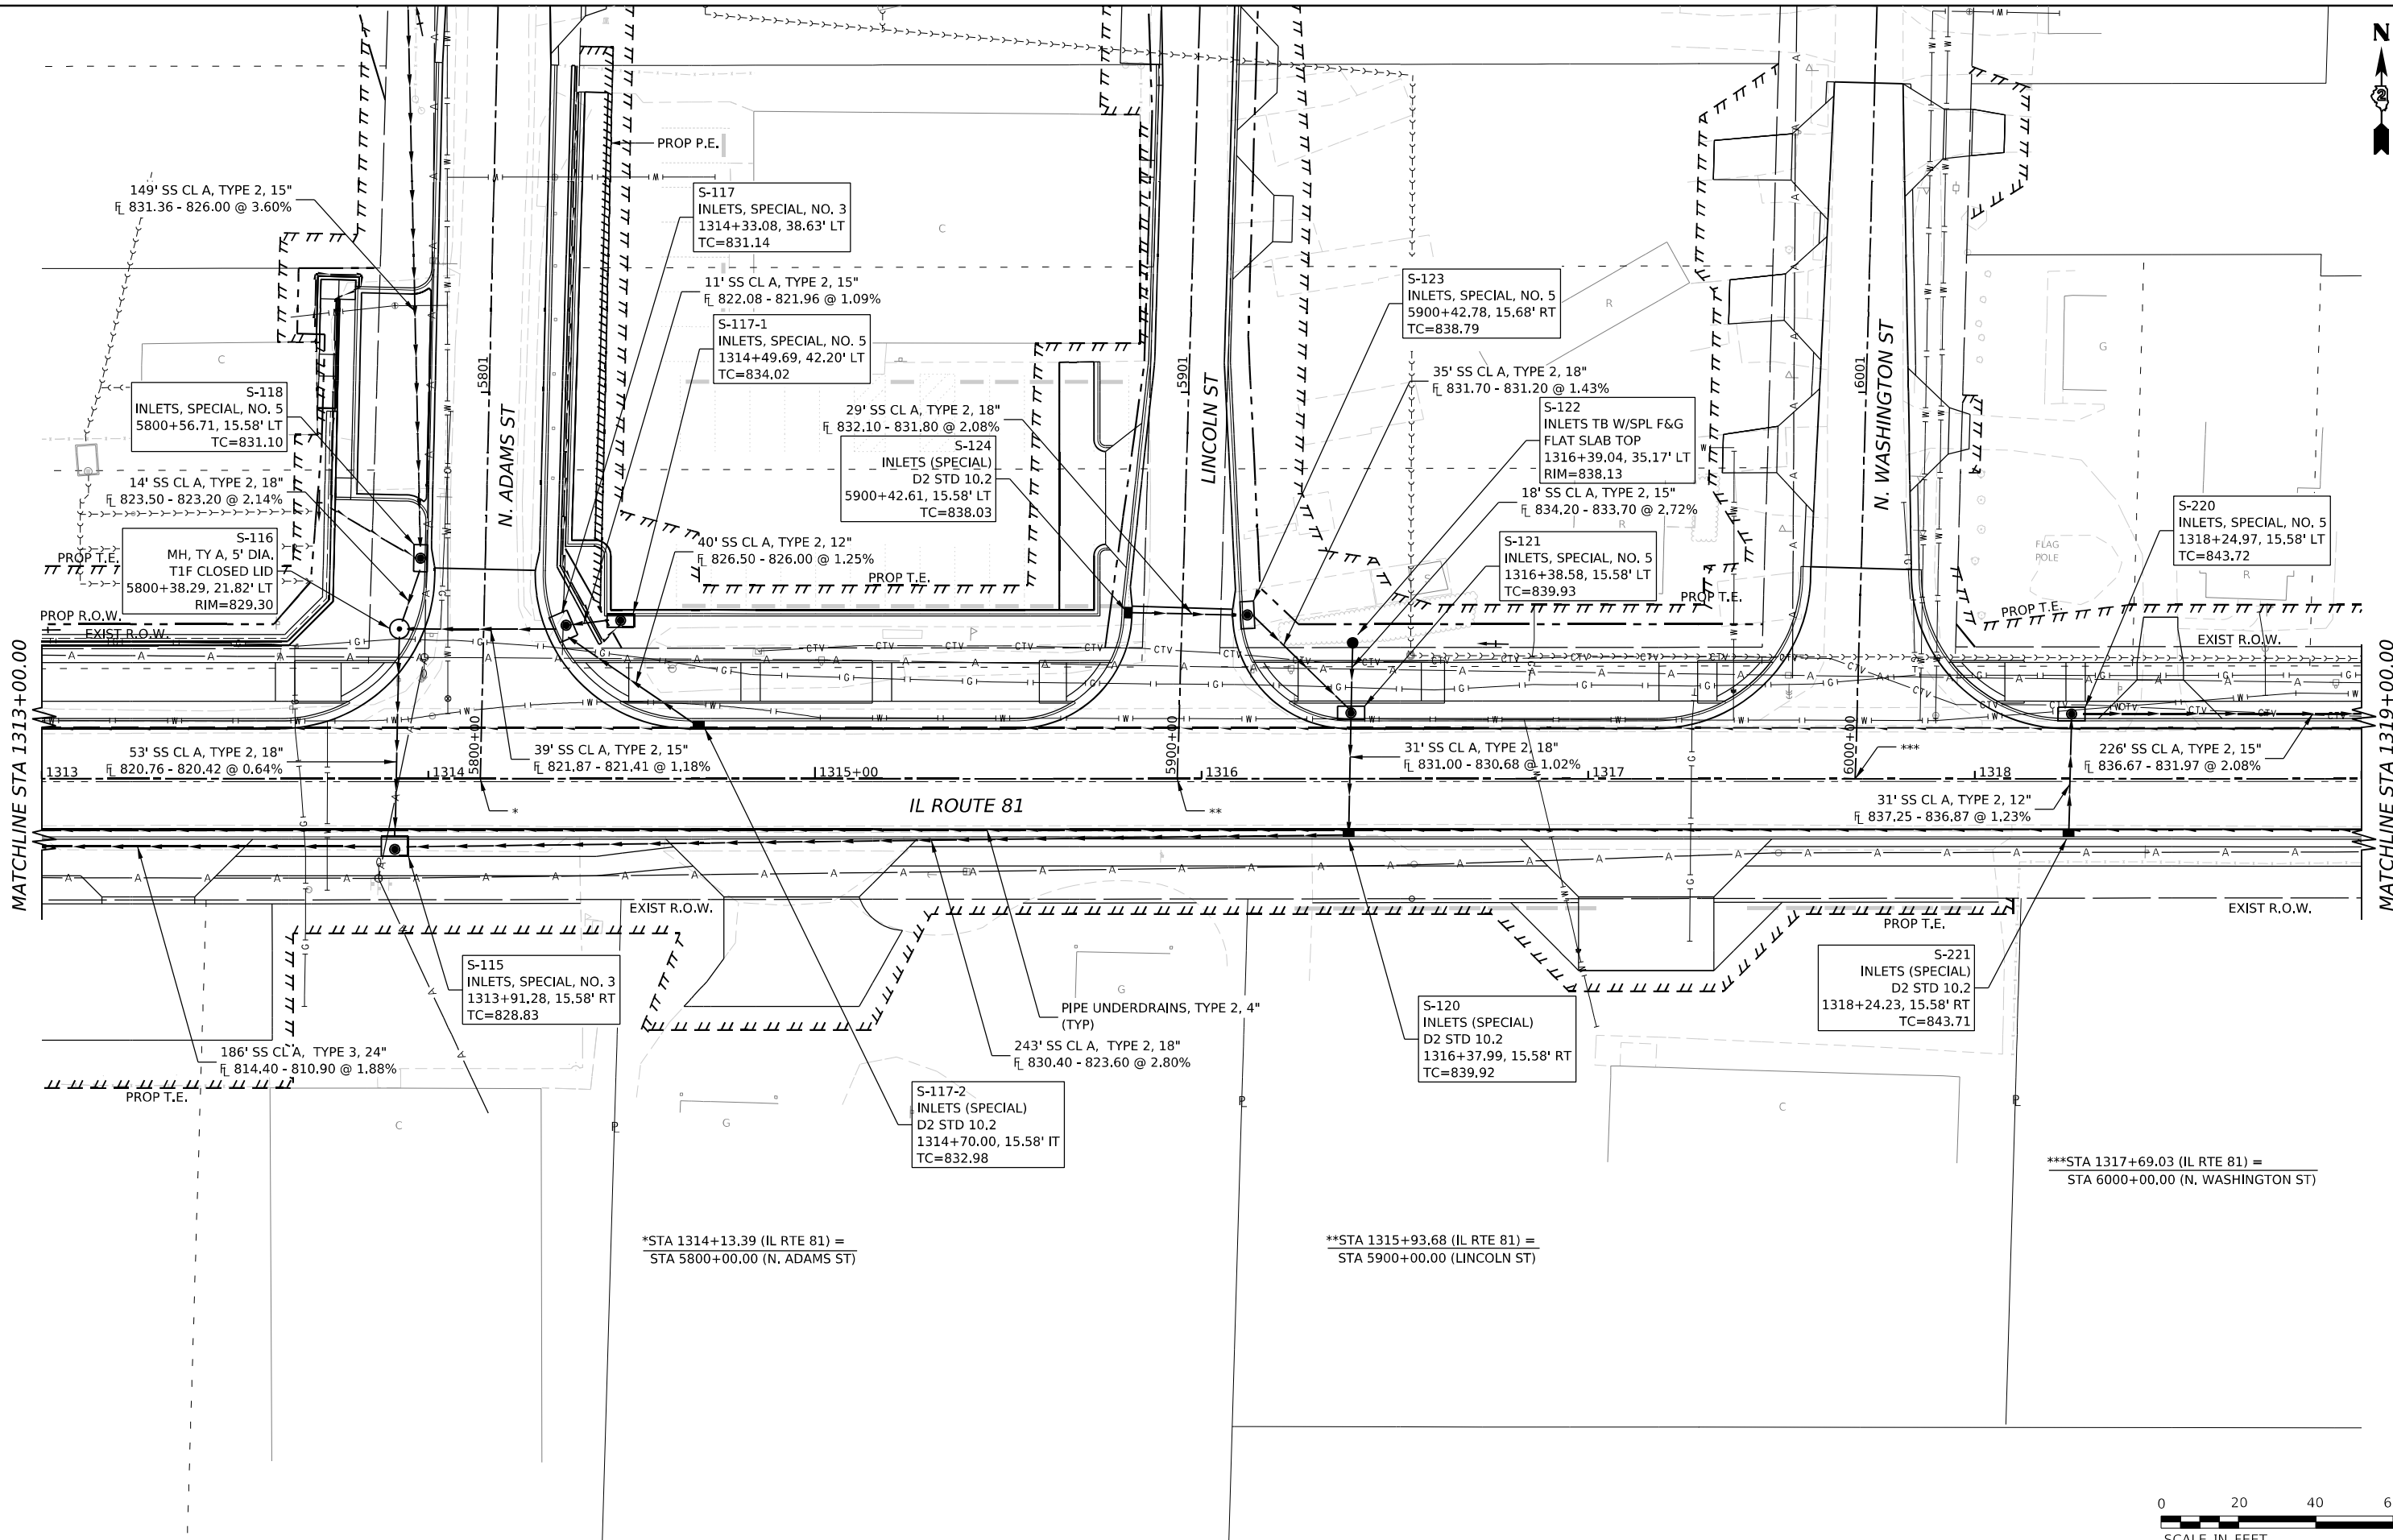 N
2
PROP P.E.
149' SS CL A, TYPE 2, 15"
FL 831.36 - 826.00 @ 3.60%
S-117
INLETS, SPECIAL, NO. 3
1314+33.08, 38.63' LT
TC=831.14
C
11' SS CL A, TYPE 2, 15"
FL 822.08 - 821.96 @ 1.09%
S-117-1
INLETS, SPECIAL, NO. 5
1314+49.69, 42.20' LT
TC=834.02
S-123
INLETS, SPECIAL, NO. 5
5900+42.78, 15.68' RT
TC=838.79
R
C
G
5801
N. ADAMS ST
5901
LINCOLN ST
6001
N. WASHINGTON ST
S-118
INLETS, SPECIAL, NO. 5
5800+56.71, 15.58' LT
TC=831.10
35' SS CL A, TYPE 2, 18"
FL 831.70 - 831.20 @ 1.43%
29' SS CL A, TYPE 2, 18"
FL 832.10 - 831.80 @ 2.08%
S-122
INLETS TB W/SPL F&G
FLAT SLAB TOP
1316+39.04, 35.17' LT
RIM=838.13
S-124
INLETS (SPECIAL)
D2 STD 10.2
5900+42.61, 15.58' LT
TC=838.03
14' SS CL A, TYPE 2, 18"
FL 823.50 - 823.20 @ 2.14%
18' SS CL A, TYPE 2, 15"
FL 834.20 - 833.70 @ 2.72%
R
S-220
INLETS, SPECIAL, NO. 5
1318+24.97, 15.58' LT
TC=843.72
S-116
MH, TY A, 5' DIA.
T1F CLOSED LID
5800+38.29, 21.82' LT
RIM=829.30
40' SS CL A, TYPE 2, 12"
FL 826.50 - 826.00 @ 1.25%
S-121
INLETS, SPECIAL, NO. 5
1316+38.58, 15.58' LT
TC=839.93
FLAG
POLE
R
S
PROP T.E.
PROP T.E.
PROP T.E.
PROP T.E.
PROP R.O.W.
EXIST R.O.W.
EXIST R.O.W.
MATCHLINE STA 1313+00.00
MATCHLINE STA 1319+00.00
5800+00
5900+00
6000+00
53' SS CL A, TYPE 2, 18"
FL 820.76 - 820.42 @ 0.64%
39' SS CL A, TYPE 2, 15"
FL 821.87 - 821.41 @ 1.18%
31' SS CL A, TYPE 2, 18"
FL 831.00 - 830.68 @ 1.02%
***
226' SS CL A, TYPE 2, 15"
FL 836.67 - 831.97 @ 2.08%
1313
1314
1315+00
1316
1317
1318
*
IL ROUTE 81
**
31' SS CL A, TYPE 2, 12"
FL 837.25 - 836.87 @ 1.23%
EXIST R.O.W.
EXIST R.O.W.
PROP T.E.
S-115
INLETS, SPECIAL, NO. 3
1313+91.28, 15.58' RT
TC=828.83
G
PIPE UNDERDRAINS, TYPE 2, 4"
(TYP)
S-120
INLETS (SPECIAL)
D2 STD 10.2
1316+37.99, 15.58' RT
TC=839.92
S-221
INLETS (SPECIAL)
D2 STD 10.2
1318+24.23, 15.58' RT
TC=843.71
186' SS CL A, TYPE 3, 24"
FL 814.40 - 810.90 @ 1.88%
243' SS CL A, TYPE 2, 18"
FL 830.40 - 823.60 @ 2.80%
PROP T.E.
S-117-2
INLETS (SPECIAL)
D2 STD 10.2
1314+70.00, 15.58' IT
TC=832.98
C
PL
G
PL
C
PL
***STA 1317+69.03 (IL RTE 81) =
STA 6000+00.00 (N. WASHINGTON ST)
*STA 1314+13.39 (IL RTE 81) =
STA 5800+00.00 (N. ADAMS ST)
**STA 1315+93.68 (IL RTE 81) =
STA 5900+00.00 (LINCOLN ST)
0 20 40
SCALE IN FEET